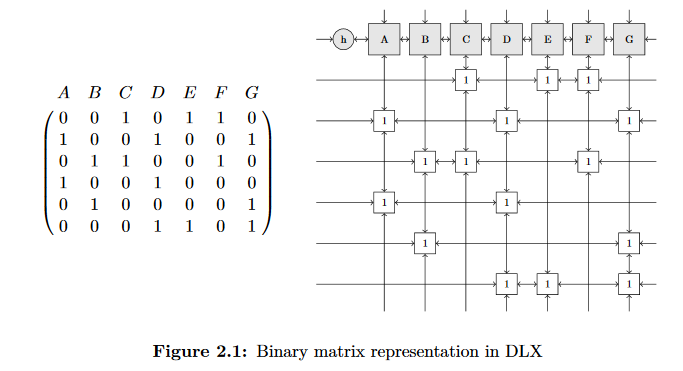 A B C D E F G
0 0 1 0 1 1 0
1 0 0 1 0 0 1
0 1 1 0 0 1 0
1 0 0 1 0 0 0
0 1 0 0 0 0 1
0 0 0 1 1 0 1
h A B C D E F G
1 1 1
1 1 1
1 1 1
1 1
1 1
1 1 1
Figure 2.1: Binary matrix representation in DLX